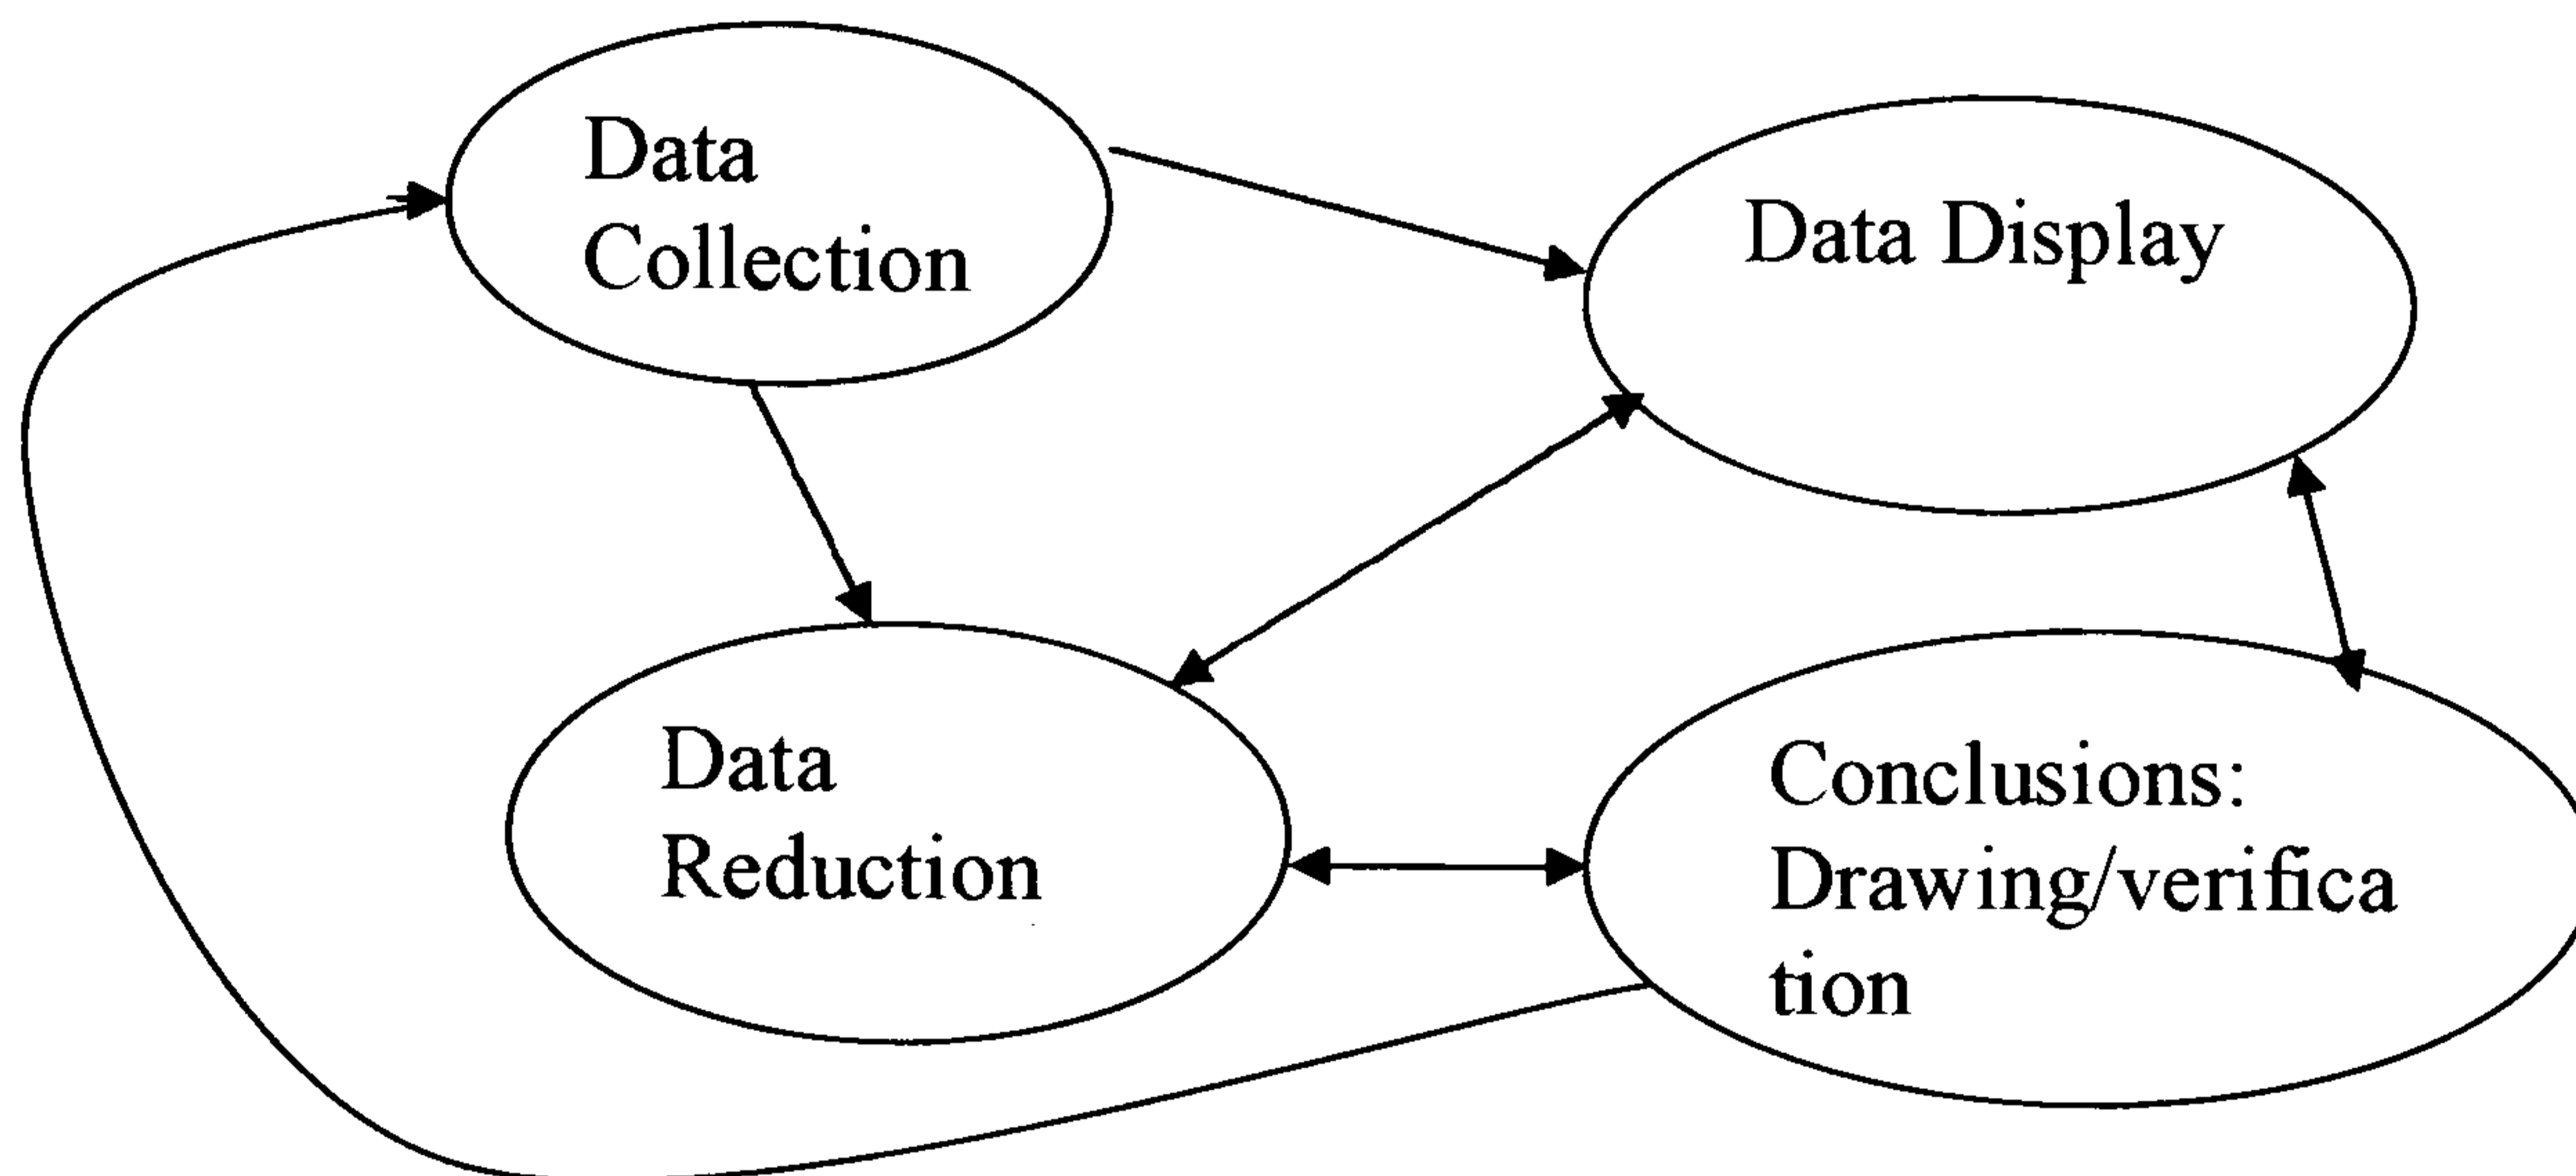 Data
Collection
Data Display
Data
Reduction
Conclusions:
Drawing/verifica
tion